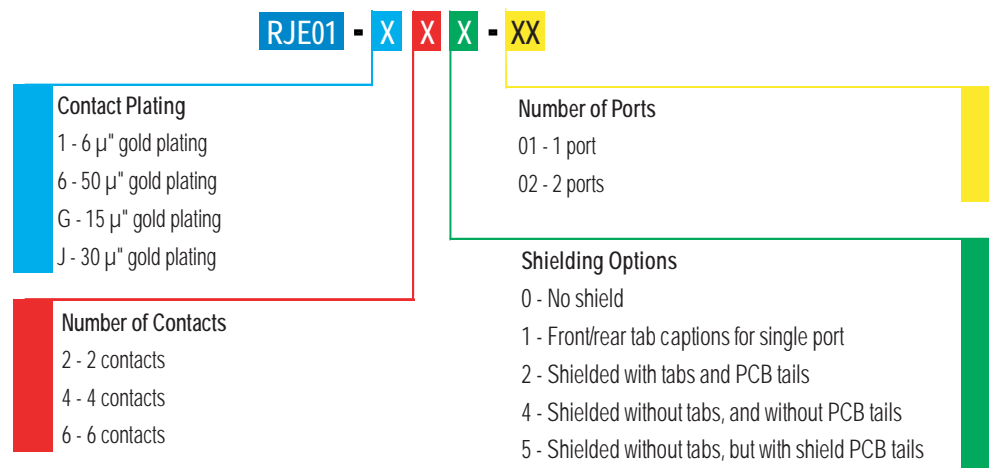 RJE01 - X X X - XX
Contact Plating
1 - 6 µ" gold plating
6 - 50 µ" gold plating
G - 15 µ" gold plating
J - 30 µ" gold plating
Number of Contacts
2 - 2 contacts
4 - 4 contacts
6 - 6 contacts
Number of Ports
01 - 1 port
02 - 2 ports
Shielding Options
0 - No shield
1 - Front/rear tab captions for single port
2 - Shielded with tabs and PCB tails
4 - Shielded without tabs, and without PCB tails
5 - Shielded without tabs, but with shield PCB tails